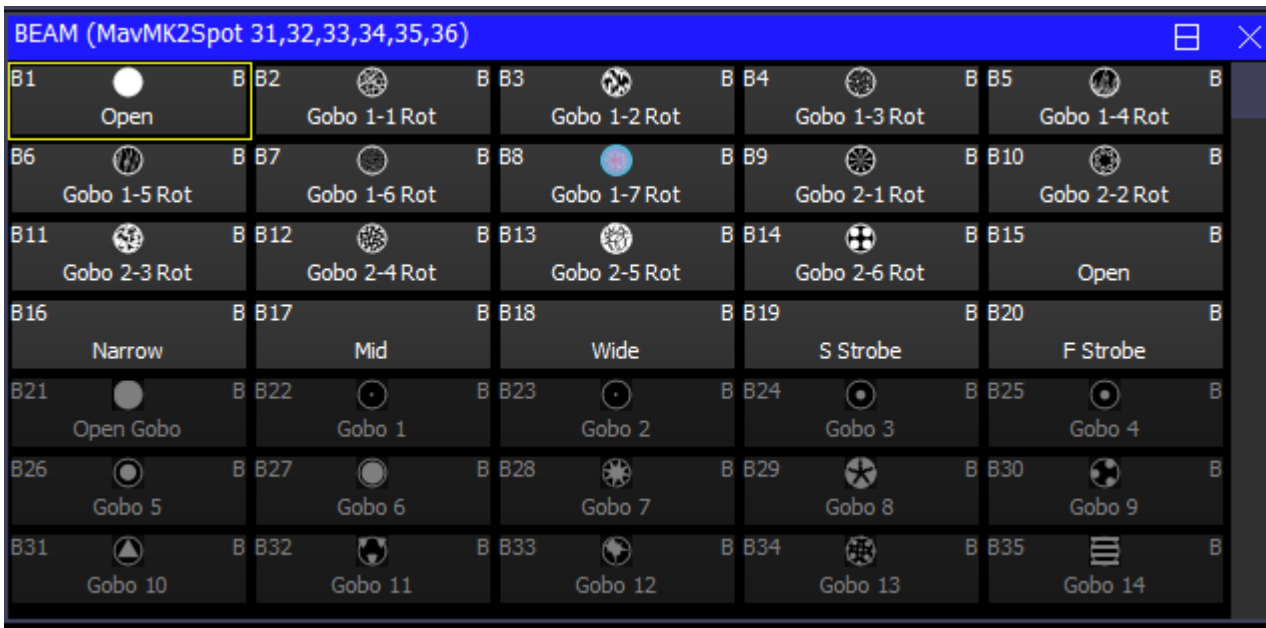 BEAM (MavMK2Spot 31,32,33,34,35,36)
B1 B B2 B B3 B B4 B B5 B
Open Gobo 1-1 Rot Gobo 1-2 Rot Gobo 1-3 Rot Gobo 1-4 Rot
B6 B B7 B B8 B B9 B B10 B
Gobo 1-5 Rot Gobo 1-6 Rot Gobo 1-7 Rot Gobo 2-1 Rot Gobo 2-2 Rot
B11 B B12 B B13 B B14 B B15 B
Gobo 2-3 Rot Gobo 2-4 Rot Gobo 2-5 Rot Gobo 2-6 Rot Open
B16 B B17 B B18 B B19 B B20 B
Narrow Mid Wide S Strobe F Strobe
B21 B B22 B B23 B B24 B B25 B
Open Gobo Gobo 1 Gobo 2 Gobo 3 Gobo 4
B26 B B27 B B28 B B29 B B30 B
Gobo 5 Gobo 6 Gobo 7 Gobo 8 Gobo 9
B31 B B32 B B33 B B34 B B35 B
Gobo 10 Gobo 11 Gobo 12 Gobo 13 Gobo 14